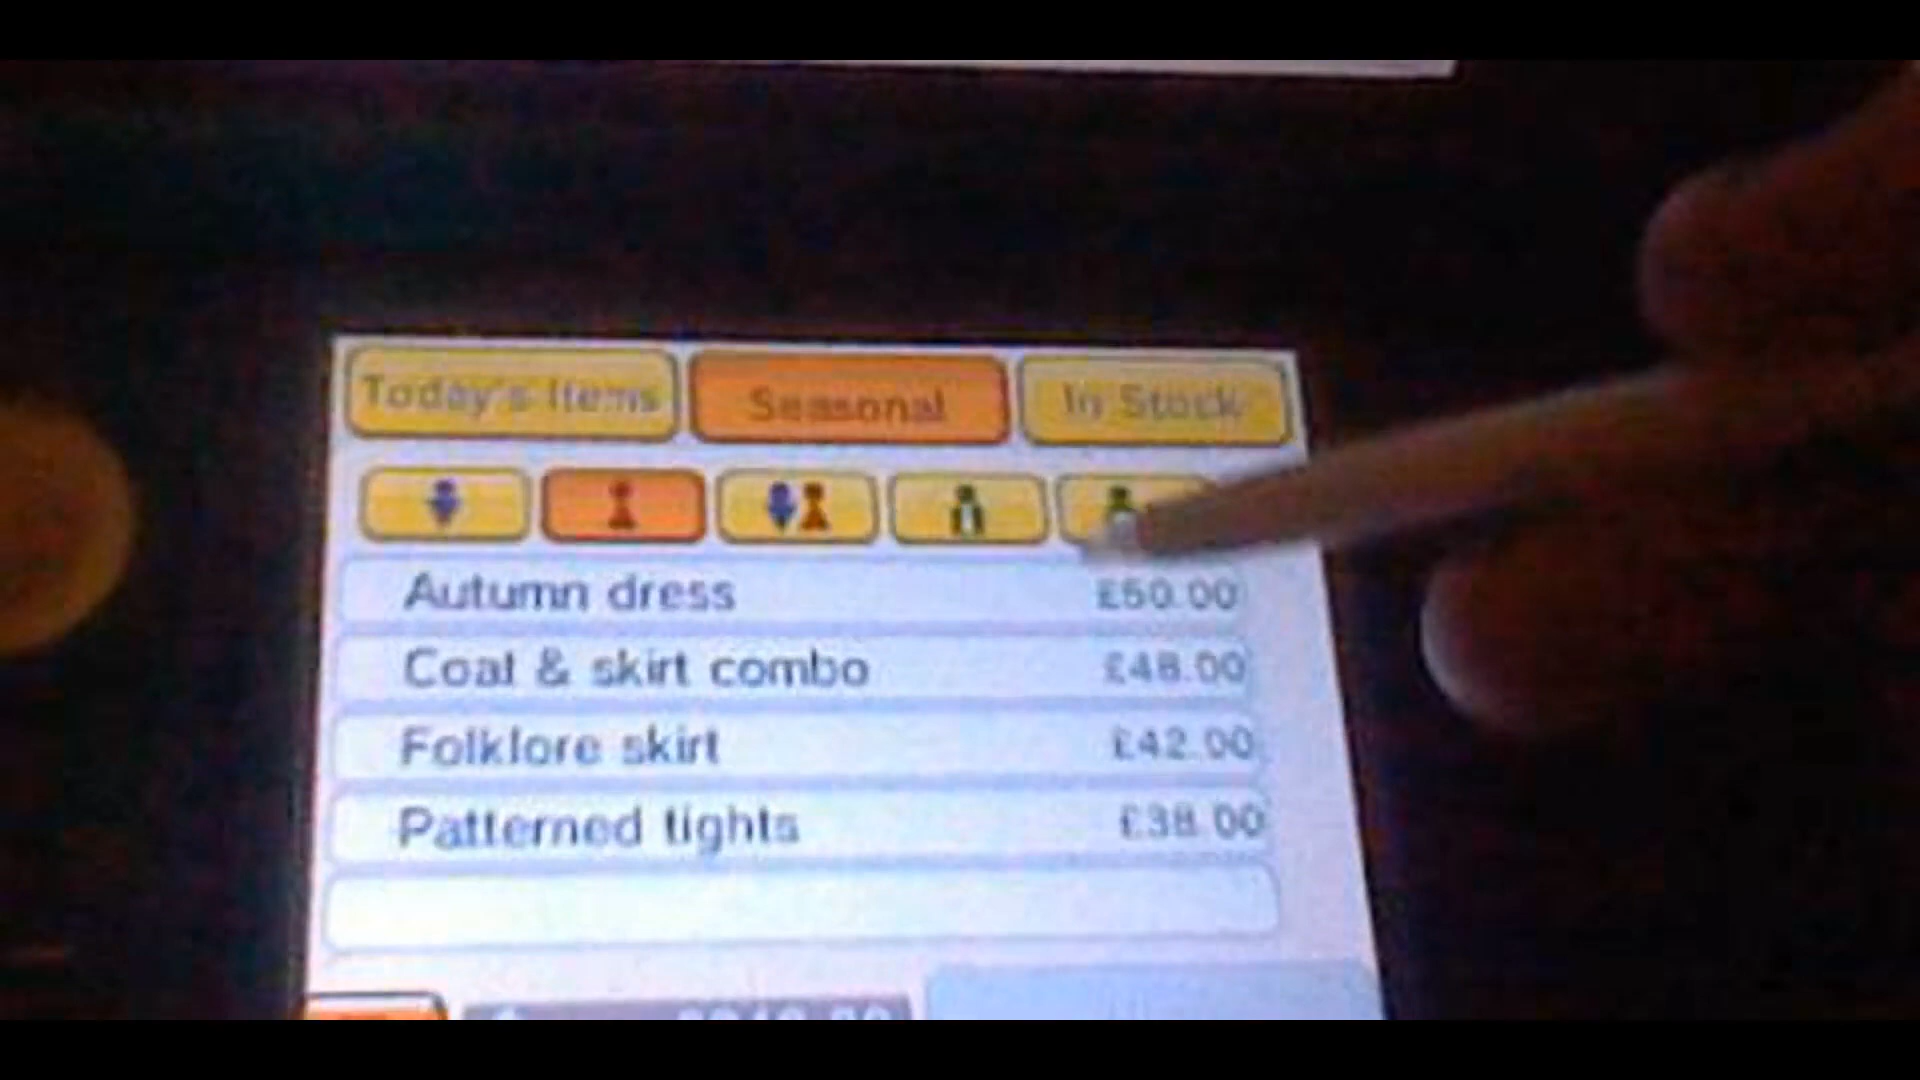 Today's Items
Seasonal
In Stock
Autumn dress £50.00
Coat & skirt combo £48.00
Folklore skirt £42.00
Patterned tights £38.00